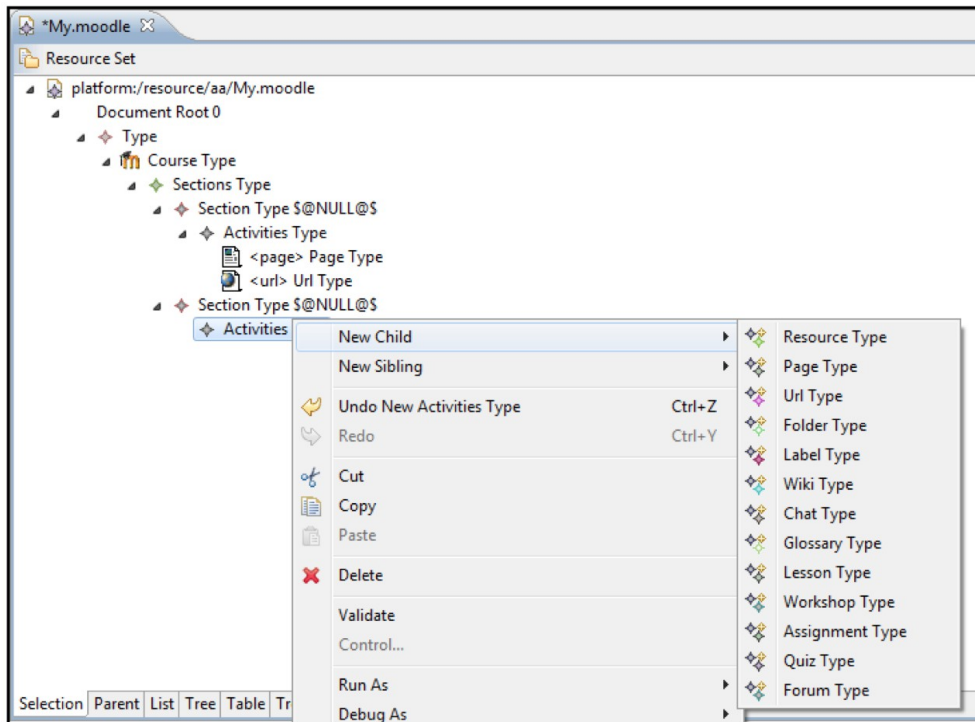 *My.moodle
Resource Set
platform:/resource/aa/My.moodle
Document Root 0
Type
Course Type
Sections Type
Section Type $@NULL@$
Activities Type
<page> Page Type
<url> Url Type
Section Type $@NULL@$
Activities
New Child
New Sibling
Undo New Activities Type Ctrl+Z
Redo Ctrl+Y
Cut
Copy
Paste
Delete
Validate
Control...
Run As
Debug As
Resource Type
Page Type
Url Type
Folder Type
Label Type
Wiki Type
Chat Type
Glossary Type
Lesson Type
Workshop Type
Assignment Type
Quiz Type
Forum Type
Selection Parent List Tree Table Tr